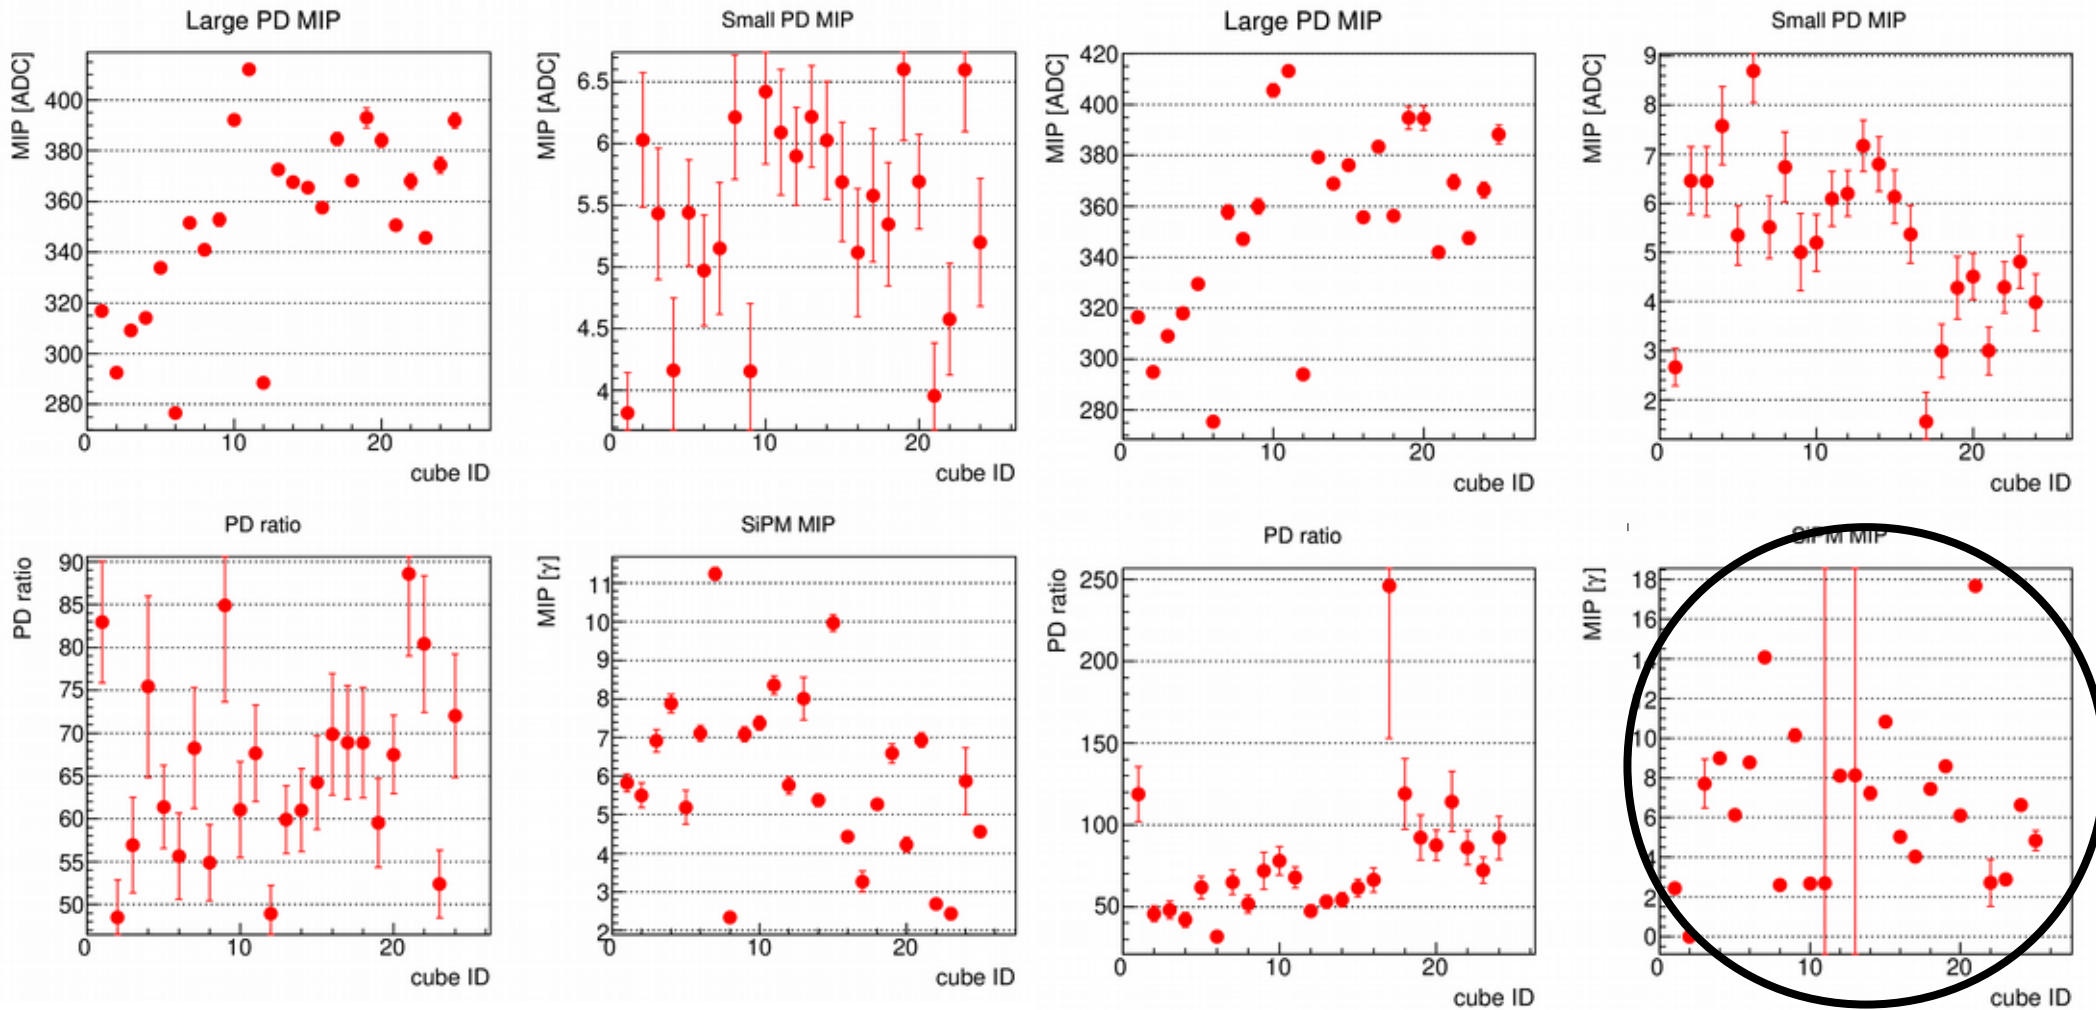 Large PD MIP
MIP [ADC]
400
380
360
340
320
300
280
0 10 20
cube ID
Small PD MIP
MIP [ADC]
6.5
6
5.5
5
4.5
4
0 10 20
cube ID
Large PD MIP
MIP [ADC]
420
400
380
360
340
320
300
280
0 10 20
cube ID
Small PD MIP
MIP [ADC]
9
8
7
6
5
4
3
2
0 10 20
cube ID
PD ratio
PD ratio
90
85
80
75
70
65
60
55
50
0 10 20
cube ID
SiPM MIP
MIP [γ]
11
10
9
8
7
6
5
4
3
2
0 10 20
cube ID
PD ratio
PD ratio
250
200
150
100
50
0 10 20
cube ID
SiPM MIP
MIP [γ]
18
16
10
8
6
4
2
0
0 10 20
cube ID